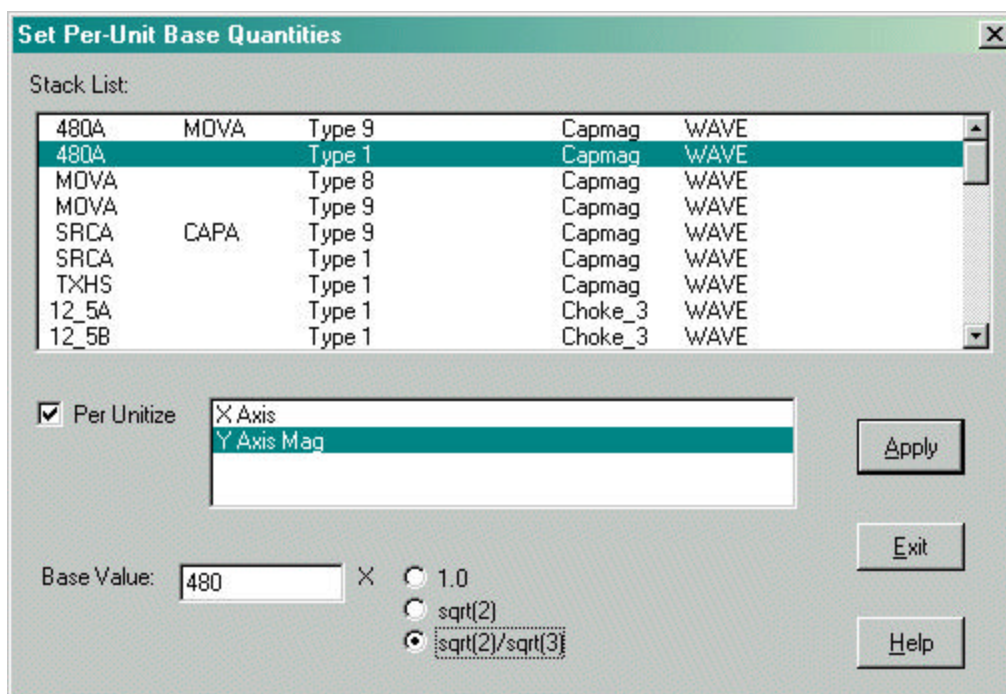 Set Per-Unit Base Quantities
Stack List:
480A MOVA Type 9 Capmag WAVE
480A Type 1 Capmag WAVE
MOVA Type 8 Capmag WAVE
MOVA Type 9 Capmag WAVE
SRCA CAPA Type 9 Capmag WAVE
SRCA Type 1 Capmag WAVE
TXHS Type 1 Capmag WAVE
12_5A Type 1 Choke_3 WAVE
12_5B Type 1 Choke_3 WAVE
Per Unitize
X Axis
Y Axis Mag
Apply
Exit
Base Value: 480 X 1.0
sqrt(2)
sqrt(2)/sqrt(3)
Help